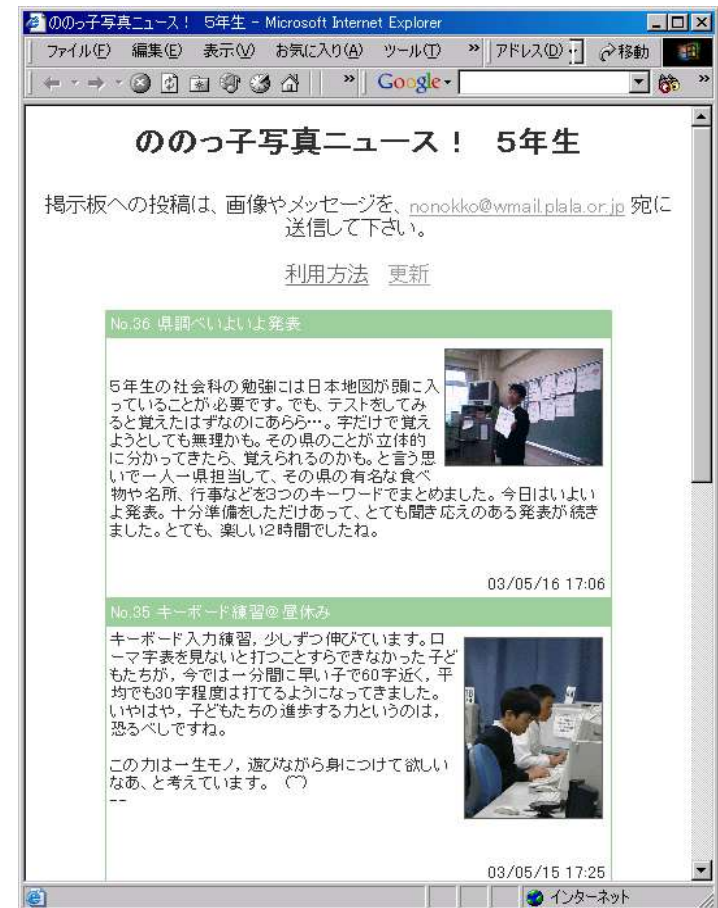 ののっ子写真ニュース！ 5年生 - Microsoft Internet Explorer
ファイル(F) 編集(E) 表示(V) お気に入り(A) ツール(T) » アドレス(D) 移動
» Google
»
ののっ子写真ニュース！ 5年生
掲示板への投稿は、画像やメッセージを、nonokko@wmail.plala.or.jp 宛に
送信して下さい。
利用方法 更新
No.36 県調べいよいよ発表
5年生の社会科の勉強には日本地図が頭に入
っていることが必要です。でも、テストをしてみ
ると覚えたはずなのにあらら…。字だけで覚え
ようとしても無理かも。その県のことが立体的
に分かってきたら、覚えられるのかも。と言う思
いで一人一県担当して、その県の有名な食べ
物や名所、行事などを3つのキーワードでまとめました。今日はいよい
よ発表。十分準備をしただけあって、とても聞き応えのある発表が続き
ました。とても、楽しい2時間でしたね。
03/05/16 17:06
No.35 キーボード練習@昼休み
キーボード入力練習，少しずつ伸びています。ロ
ーマ字表を見ないと打つことすらできなかった子ど
もたちが，今では一分間に早い子で60字近く，平
均でも30字程度は打てるようになってきました。
いやはや，子どもたちの進歩する力というのは，
恐るべしですね。
この力は一生モノ，遊びながら身につけて欲しい
なあ、と考えています。 (^^)
--
03/05/15 17:25
インターネット